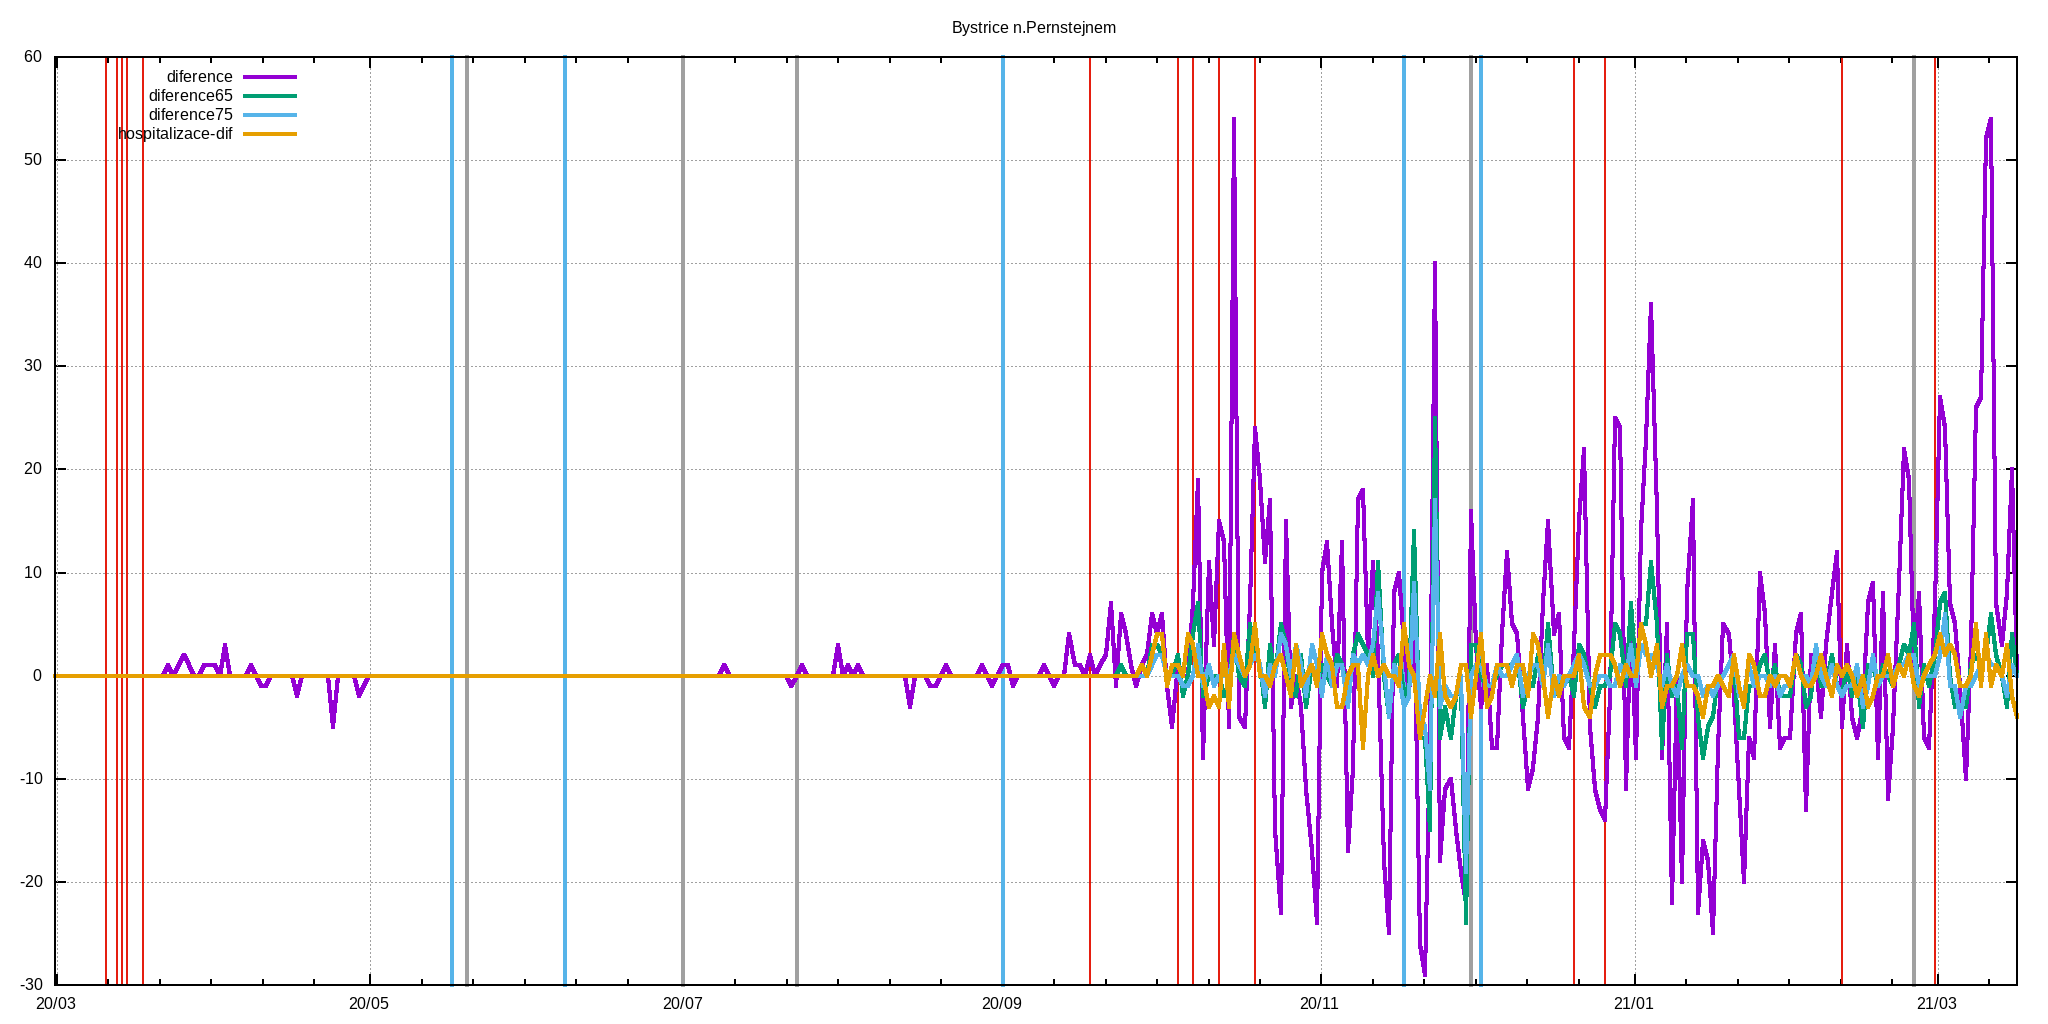 Bystrice n.Pernstejnem
60
diference
diference65
diference75
hospitalizace-dif
50
40
30
20
10
0
-10
-20
-30
20/03 20/05 20/07 20/09 20/11 21/01 21/03